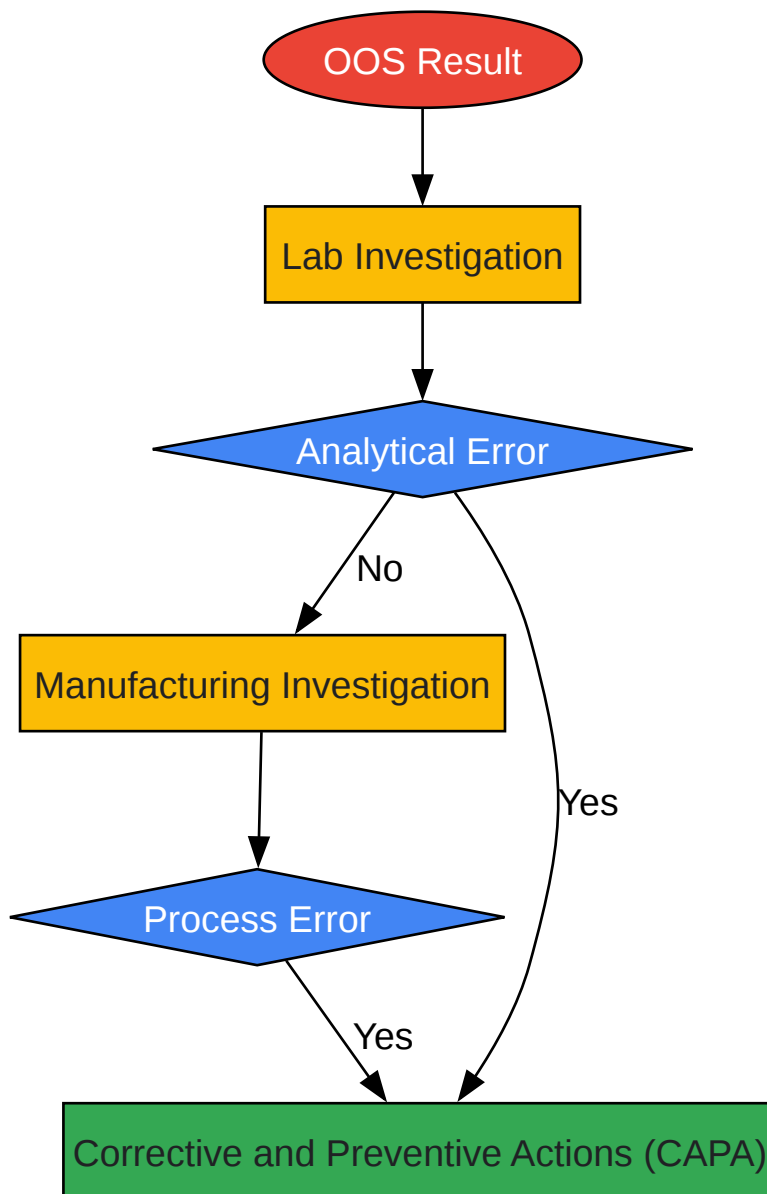 OOS Result
Lab Investigation
Analytical Error
No
Manufacturing Investigation
Yes
Process Error
Yes
Corrective and Preventive Actions (CAPA)